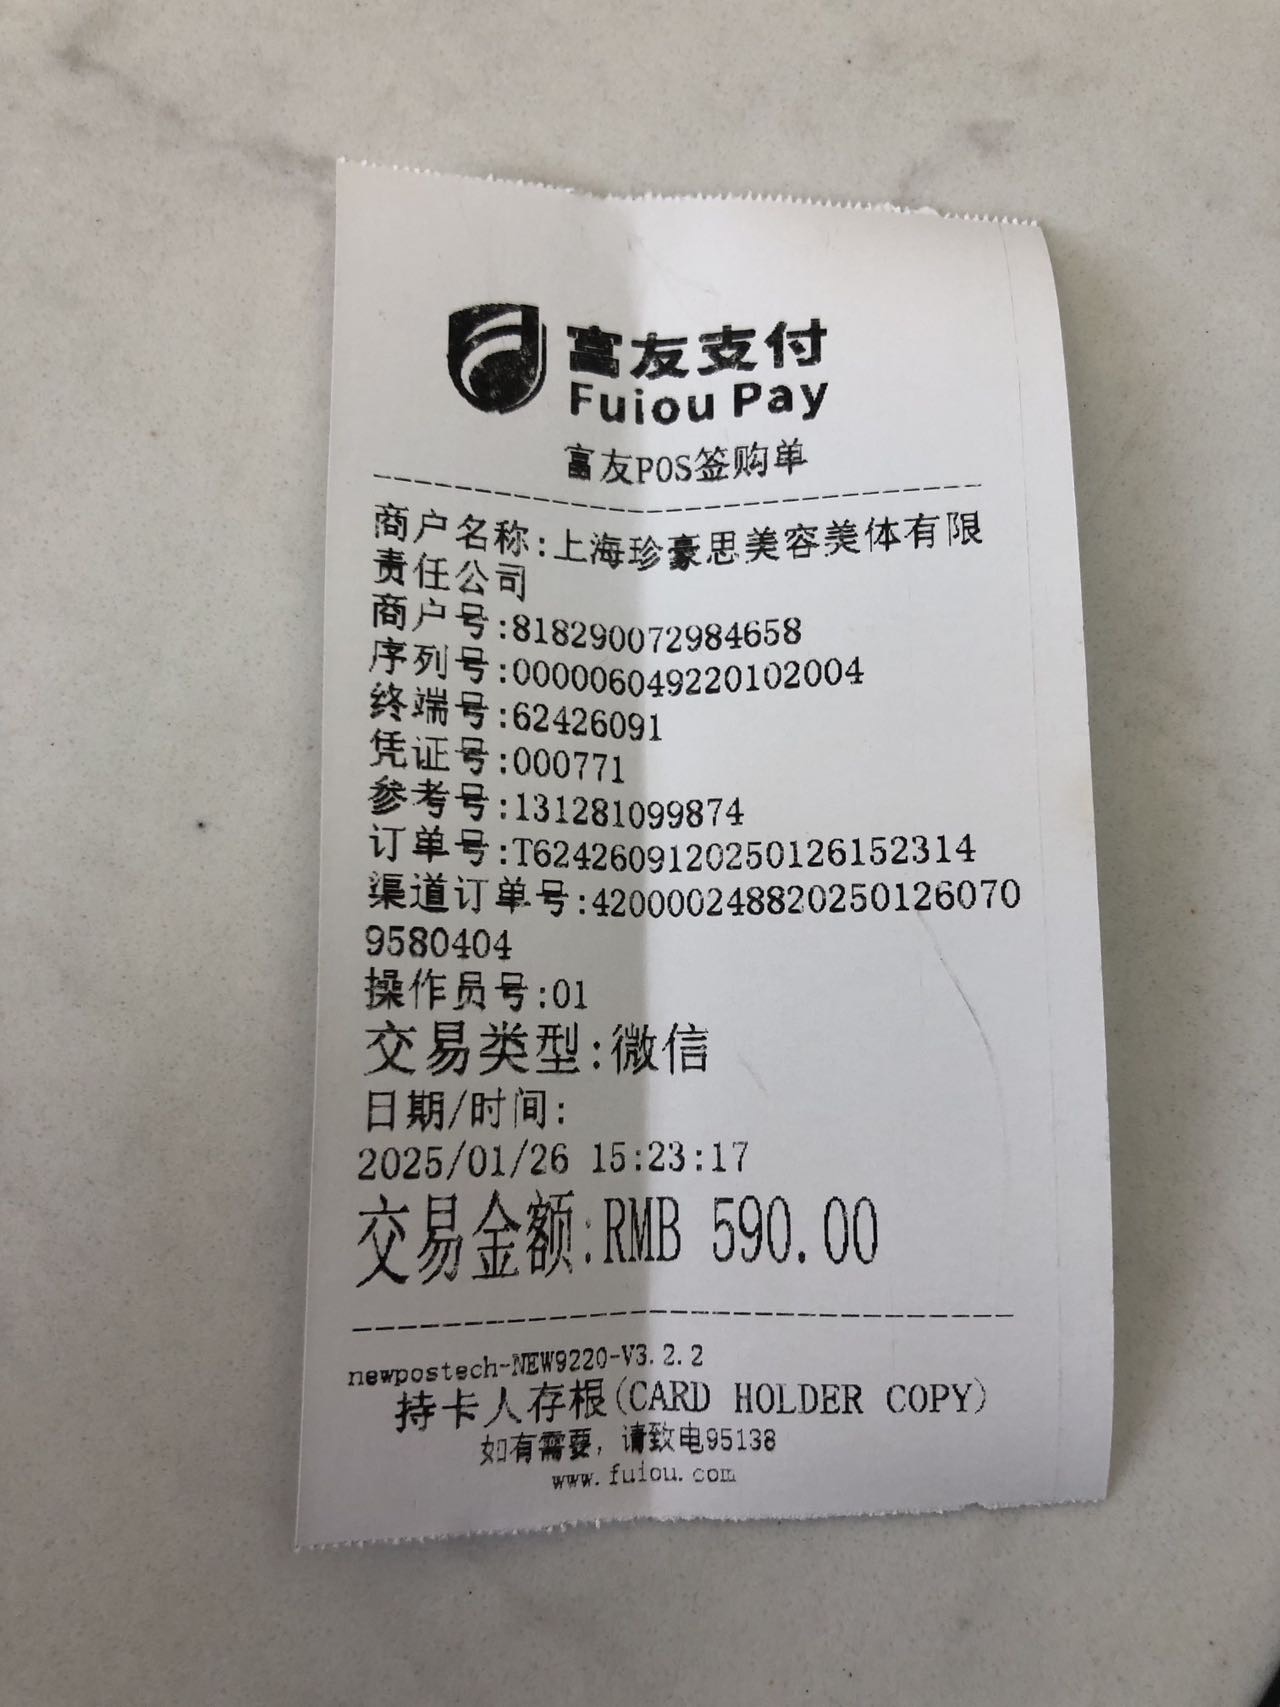 富友支付
Fuiou Pay
富友POS签购单
商户名称:上海珍豪思美容美体有限
责任公司
商户号:818290072984658
序列号:000006049220102004
终端号:62426091
凭证号:000771
参考号:131281099874
订单号:T6242609120250126152314
渠道订单号:420000248820250126070
9580404
操作员号:01
交易类型:微信
日期/时间:
2025/01/26 15:23:17
交易金额:RMB 590.00
newpostech-NEW9220-V3.2.2
持卡人存根(CARD HOLDER COPY)
如有需要，请致电95138
www.fuiou.com